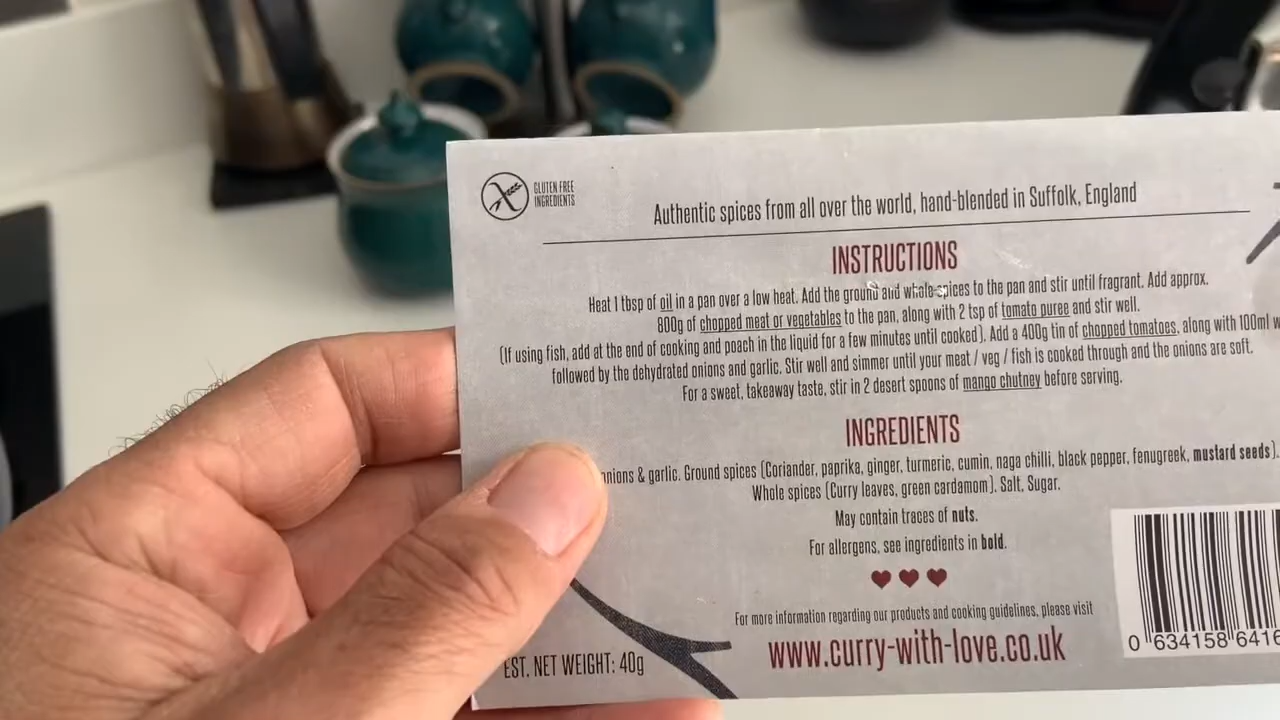 GLUTEN FREE
INGREDIENTS
Authentic spices from all over the world, hand-blended in Suffolk, England
INSTRUCTIONS
Heat 1 tbsp of oil in a pan over a low heat. Add the ground and whole spices to the pan and stir until fragrant. Add approx.
800g of chopped meat or vegetables to the pan, along with 2 tsp of tomato puree and stir well.
(If using fish, add at the end of cooking and poach in the liquid for a few minutes until cooked). Add a 400g tin of chopped tomatoes, along with 100ml
followed by the dehydrated onions and garlic. Stir well and simmer until your meat / veg / fish is cooked through and the onions are soft.
For a sweet, takeaway taste, stir in 2 desert spoons of mango chutney before serving.
INGREDIENTS
& garlic. Ground spices (Coriander, paprika, ginger, turmeric, cumin, naga chilli, black pepper, fenugreek, mustard seeds).
Whole spices (Curry leaves, green cardamom). Salt. Sugar.
May contain traces of nuts.
For allergens, see ingredients in bold.
For more information regarding our products and cooking guidelines, please visit
www.curry-with-love.co.uk
EST. NET WEIGHT: 40g
0 634158 6416